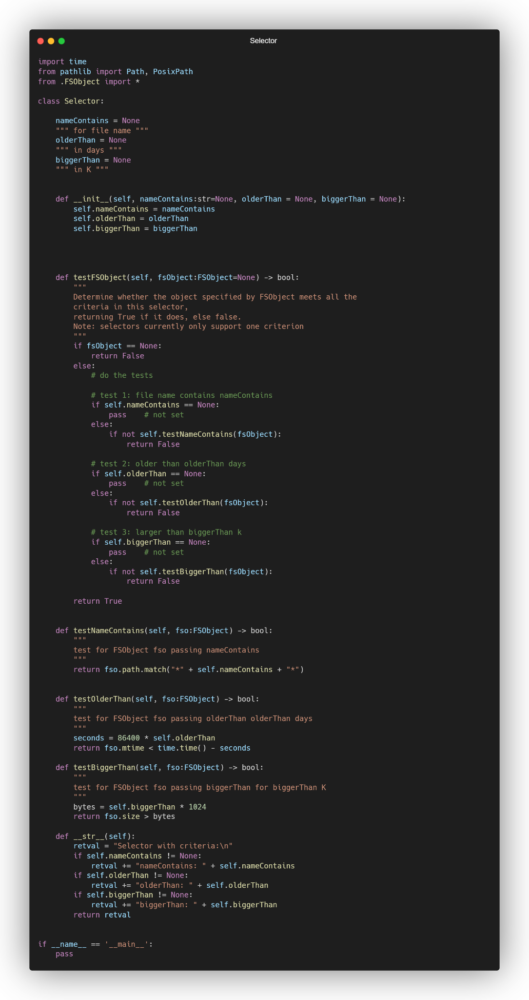 Selector
import time
from pathlib import Path, PosixPath
from .FSObject import *
class Selector:
    nameContains = None
    """ for file name """
    olderThan = None
    """ in days """
    biggerThan = None
    """ in K """
    def __init__(self, nameContains:str=None, olderThan = None, biggerThan = None):
        self.nameContains = nameContains
        self.olderThan = olderThan
        self.biggerThan = biggerThan
    def testFSObject(self, fsObject:FSObject=None) -> bool:
        """
        Determine whether the object specified by FSObject meets all the
        criteria in this selector,
        returning True if it does, else false.
        Note: selectors currently only support one criterion
        """
        if fsObject == None:
            return False
        else:
            # do the tests
            # test 1: file name contains nameContains
            if self.nameContains == None:
                pass    # not set
            else:
                if not self.testNameContains(fsObject):
                    return False
            # test 2: older than olderThan days
            if self.olderThan == None:
                pass    # not set
            else:
                if not self.testOlderThan(fsObject):
                    return False
            # test 3: larger than biggerThan k
            if self.biggerThan == None:
                pass    # not set
            else:
                if not self.testBiggerThan(fsObject):
                    return False
        return True
    def testNameContains(self, fso:FSObject) -> bool:
        """
        test for FSObject fso passing nameContains
        """
        return fso.path.match("*" + self.nameContains + "*")
    def testOlderThan(self, fso:FSObject) -> bool:
        """
        test for FSObject fso passing olderThan olderThan days
        """
        seconds = 86400 * self.olderThan
        return fso.mtime < time.time() - seconds
    def testBiggerThan(self, fso:FSObject) -> bool:
        """
        test for FSObject fso passing biggerThan for biggerThan K
        """
        bytes = self.biggerThan * 1024
        return fso.size > bytes
    def __str__(self):
        retval = "Selector with criteria:\n"
        if self.nameContains != None:
            retval += "nameContains: " + self.nameContains
        if self.olderThan != None:
            retval += "olderThan: " + self.olderThan
        if self.biggerThan != None:
            retval += "biggerThan: " + self.biggerThan
        return retval
if __name__ == '__main__':
    pass